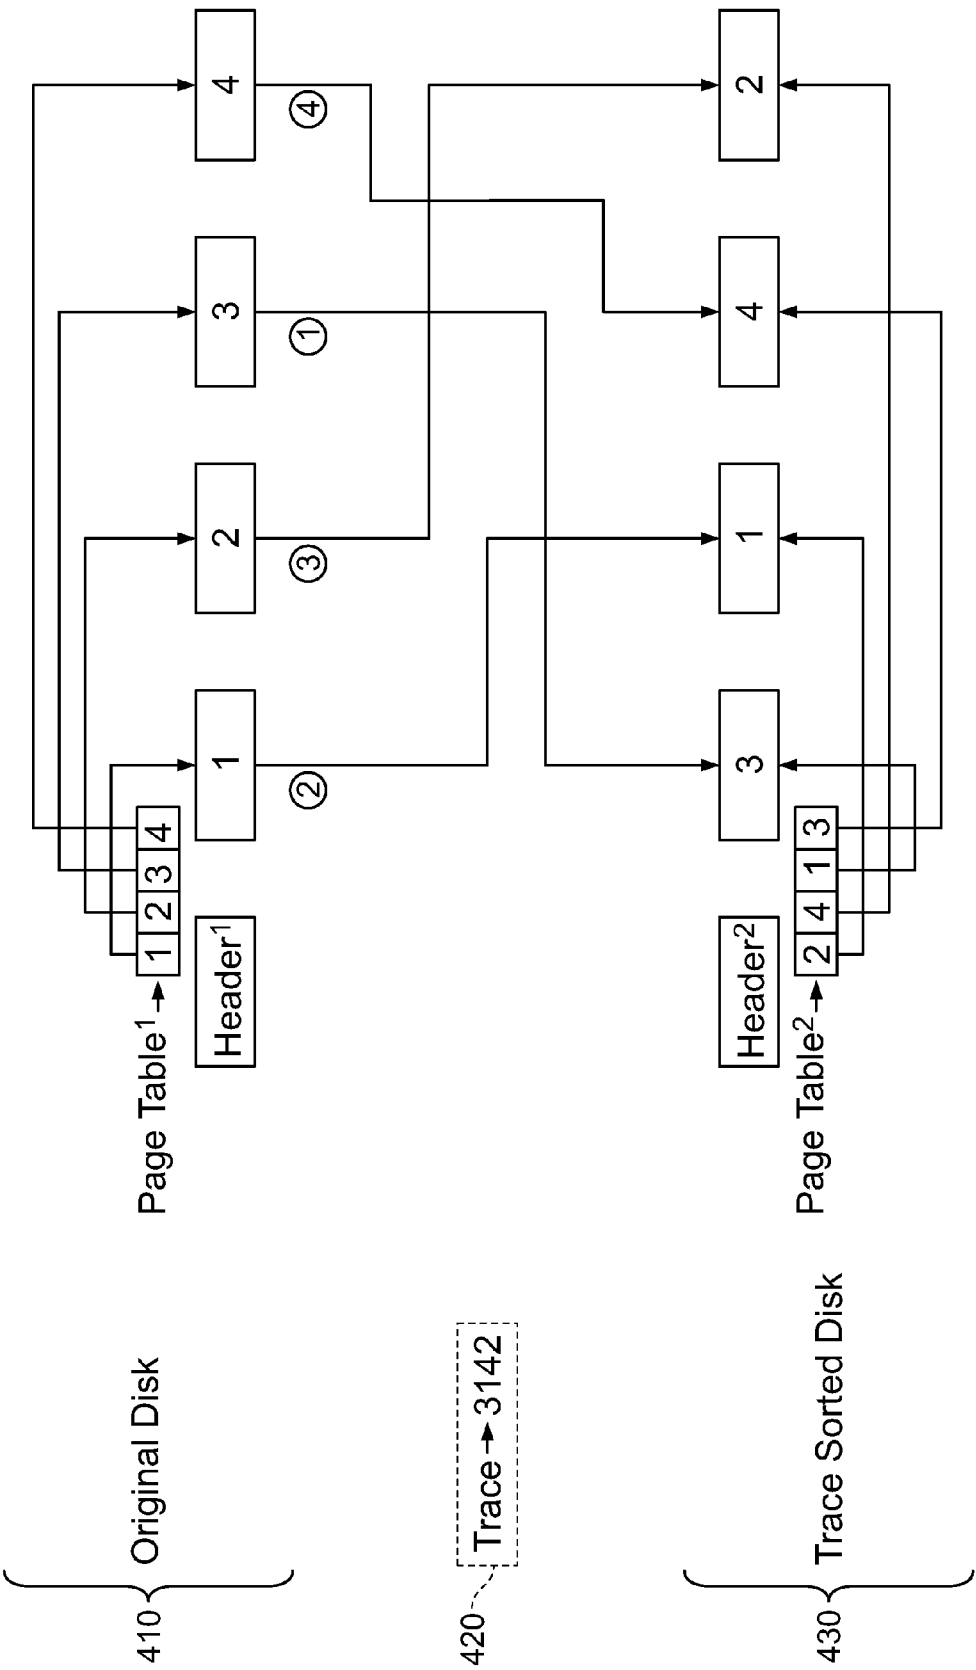 410
Original Disk
Page Table¹
1 2 3 4
Header¹
1
2
3
4
②
③
①
④
420
Trace → 3142
430
Trace Sorted Disk
Header²
3
1
4
2
Page Table²
2 4 1 3